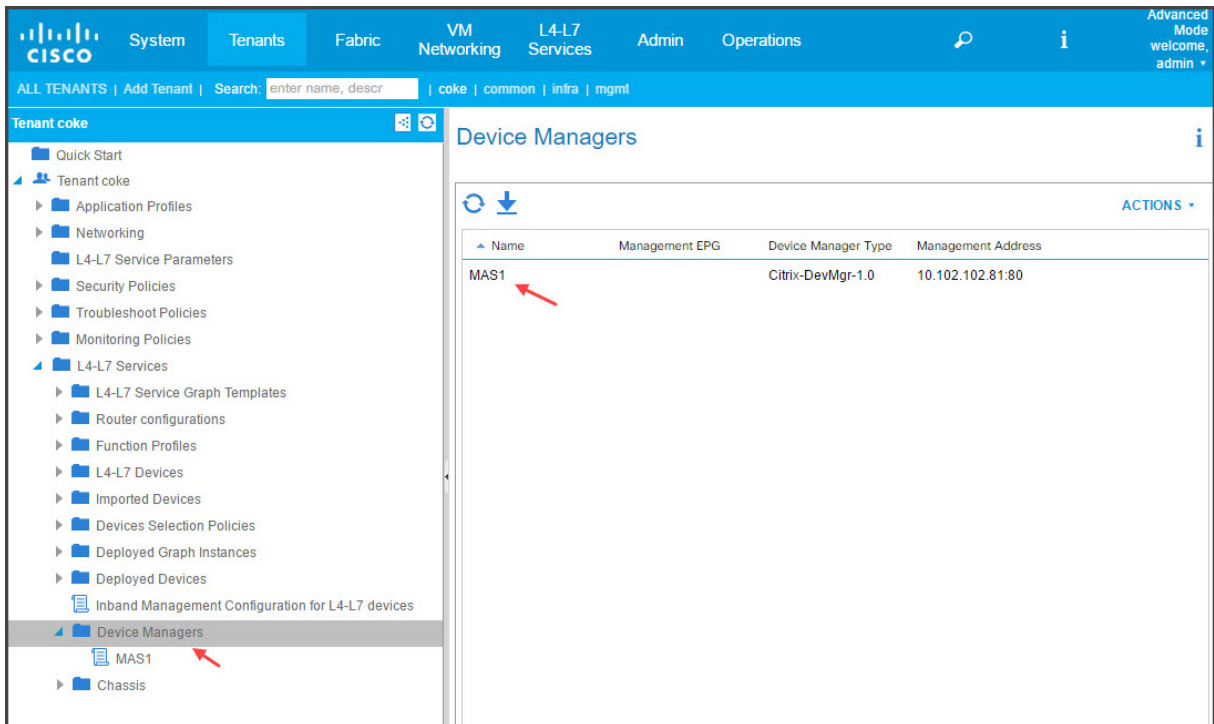 CISCO
System
Tenants
Fabric
VM Networking
L4-L7 Services
Admin
Operations
i
Advanced Mode
welcome, admin
ALL TENANTS | Add Tenant | Search: enter name, descr | coke | common | infra | mgmt
Tenant coke
Quick Start
Tenant coke
Application Profiles
Networking
L4-L7 Service Parameters
Security Policies
Troubleshoot Policies
Monitoring Policies
L4-L7 Services
L4-L7 Service Graph Templates
Router configurations
Function Profiles
L4-L7 Devices
Imported Devices
Devices Selection Policies
Deployed Graph Instances
Deployed Devices
Inband Management Configuration for L4-L7 devices
Device Managers
MAS1
Chassis
Device Managers
i
ACTIONS
Name Management EPG Device Manager Type Management Address
MAS1 Citrix-DevMgr-1.0 10.102.102.81:80